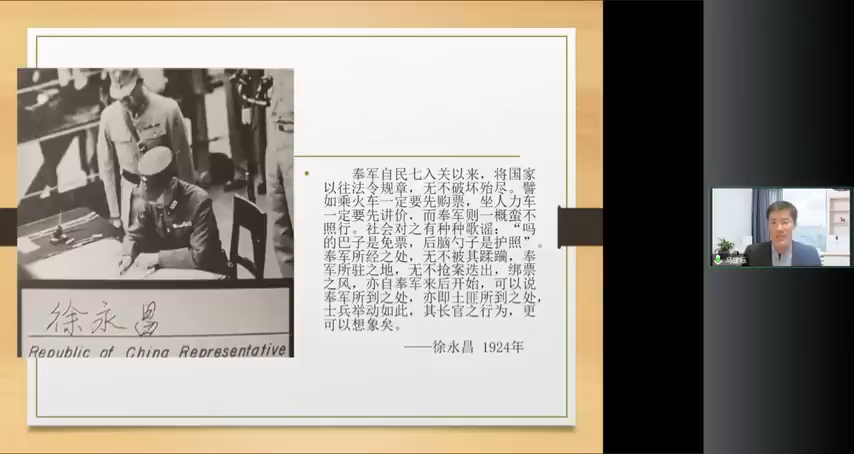 奉军自民七入关以来，将国家
以往法令规章，无不破坏殆尽。譬
如乘火车一定要先购票，坐人力车
一定要先讲价，而奉军则一概蛮不
照行。社会对之有种种歌谣：“吗
的巴子是免票，后脑勺子是护照”。
奉军所经之处，无不被其蹂躏，奉
军所驻之地，无不抢案迭出，绑票
之风，亦自奉军来后开始，可以说
奉军所到之处，亦即土匪所到之处，
士兵举动如此，其长官之行为，更
可以想象矣。
——徐永昌 1924年
徐永昌
Republic of China Representative